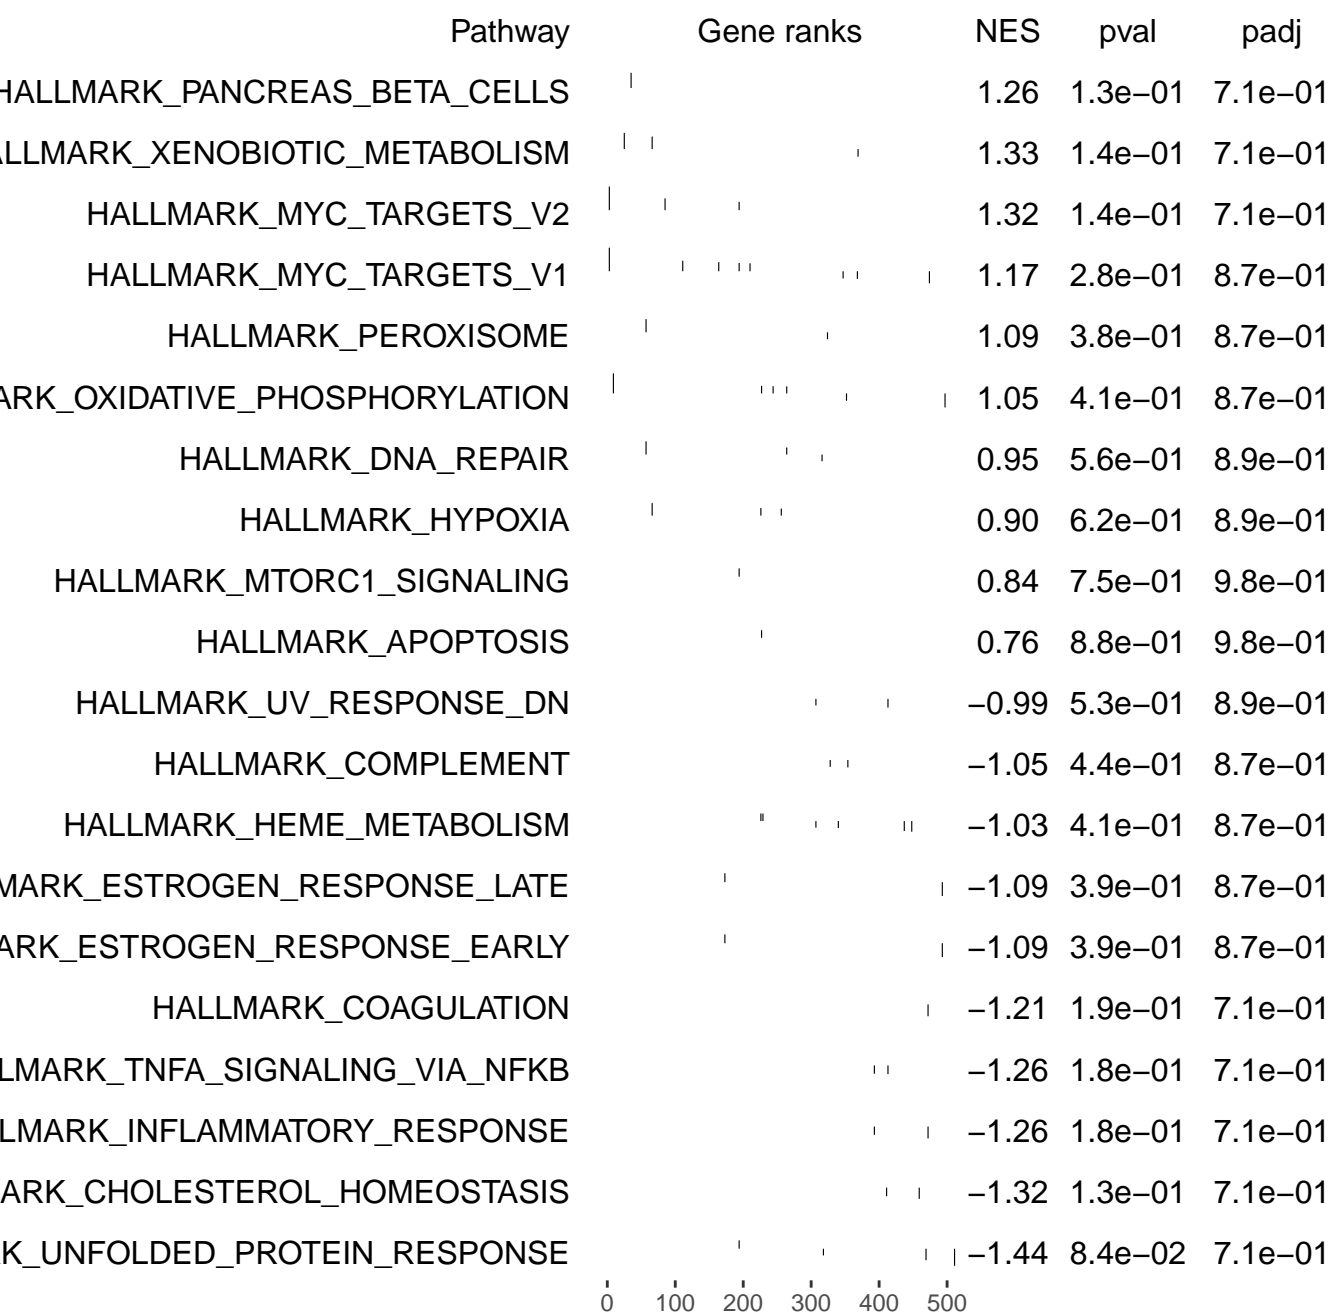 Pathway Gene ranks NES pval padj
HALLMARK_PANCREAS_BETA_CELLS 1.26 1.3e−01 7.1e−01
ALLMARK_XENOBIOTIC_METABOLISM 1.33 1.4e−01 7.1e−01
HALLMARK_MYC_TARGETS_V2 1.32 1.4e−01 7.1e−01
HALLMARK_MYC_TARGETS_V1 1.17 2.8e−01 8.7e−01
HALLMARK_PEROXISOME 1.09 3.8e−01 8.7e−01
ARK_OXIDATIVE_PHOSPHORYLATION 1.05 4.1e−01 8.7e−01
HALLMARK_DNA_REPAIR 0.95 5.6e−01 8.9e−01
HALLMARK_HYPOXIA 0.90 6.2e−01 8.9e−01
HALLMARK_MTORC1_SIGNALING 0.84 7.5e−01 9.8e−01
HALLMARK_APOPTOSIS 0.76 8.8e−01 9.8e−01
HALLMARK_UV_RESPONSE_DN −0.99 5.3e−01 8.9e−01
HALLMARK_COMPLEMENT −1.05 4.4e−01 8.7e−01
HALLMARK_HEME_METABOLISM −1.03 4.1e−01 8.7e−01
MARK_ESTROGEN_RESPONSE_LATE −1.09 3.9e−01 8.7e−01
ARK_ESTROGEN_RESPONSE_EARLY −1.09 3.9e−01 8.7e−01
HALLMARK_COAGULATION −1.21 1.9e−01 7.1e−01
LMARK_TNFA_SIGNALING_VIA_NFKB −1.26 1.8e−01 7.1e−01
LMARK_INFLAMMATORY_RESPONSE −1.26 1.8e−01 7.1e−01
ARK_CHOLESTEROL_HOMEOSTASIS −1.32 1.3e−01 7.1e−01
K_UNFOLDED_PROTEIN_RESPONSE −1.44 8.4e−02 7.1e−01
0 100 200 300 400 500